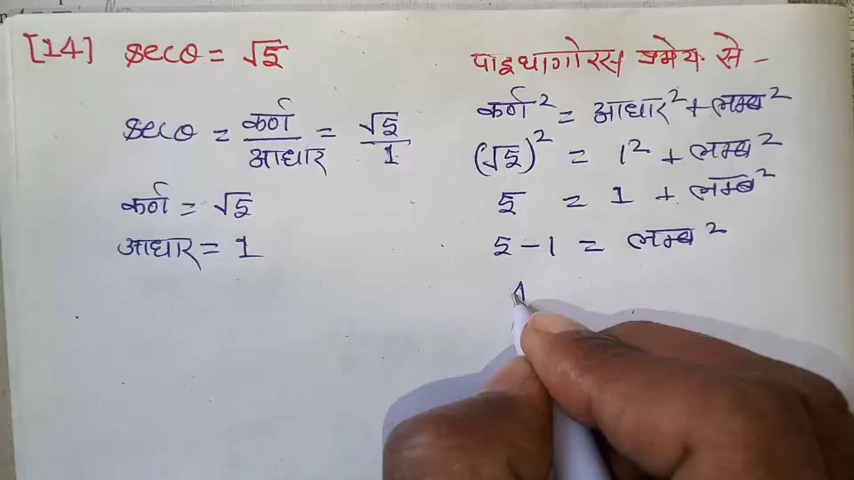 [14] secθ = √5
secθ = कर्ण / आधार = √5 / 1
कर्ण = √5
आधार = 1
पाइथागोरस प्रमेय से -
कर्ण² = आधार² + लम्ब²
(√5)² = 1² + लम्ब²
5 = 1 + लम्ब²
5 - 1 = लम्ब²